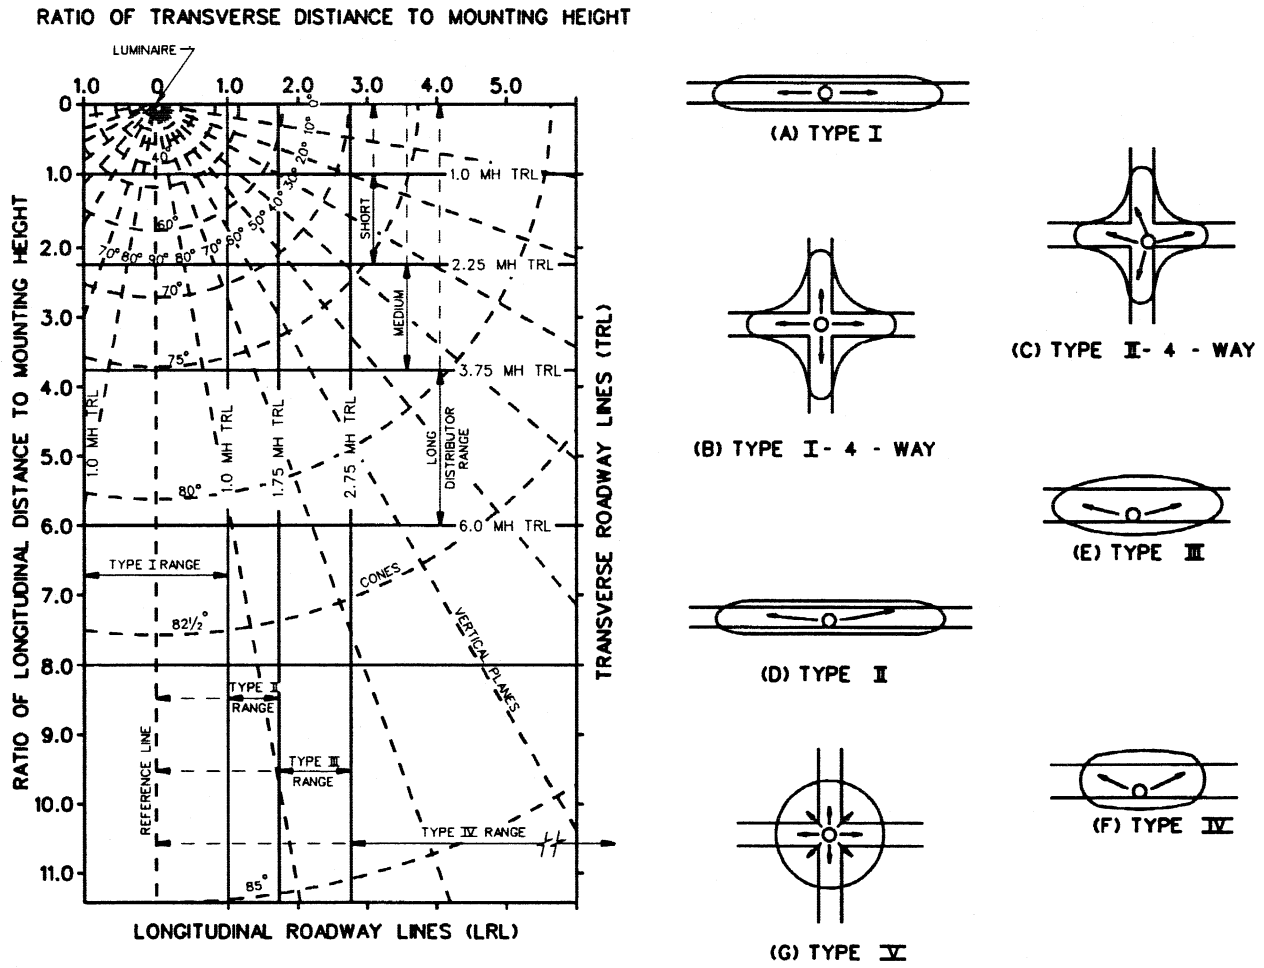 RATIO OF TRANSVERSE DISTIANCE TO MOUNTING HEIGHT
LUMINAIRE
1.0 0 1.0 2.0 3.0 4.0 5.0
0
1.0
2.0
3.0
4.0
5.0
6.0
7.0
8.0
9.0
10.0
11.0
RATIO OF LONGITUDINAL DISTANCE TO MOUNTING HEIGHT
0° 10° 20° 30° 40° 50° 60° 70° 80° 90° 80° 70°
40°
60°
70°
75°
80°
82½°
85°
1.0 MH TRL
2.25 MH TRL
3.75 MH TRL
6.0 MH TRL
SHORT
MEDIUM
LONG
DISTRIBUTOR
RANGE
1.0 MH TRL
1.0 MH TRL
1.75 MH TRL
2.75 MH TRL
TYPE I RANGE
CONES
VERTICAL PLANES
TYPE II
RANGE
TYPE III
RANGE
TYPE IV RANGE
REFERENCE LINE
TRANSVERSE ROADWAY LINES (TRL)
LONGITUDINAL ROADWAY LINES (LRL)
(A) TYPE I
(B) TYPE I- 4 - WAY
(C) TYPE II- 4 - WAY
(D) TYPE II
(E) TYPE III
(F) TYPE IV
(G) TYPE V